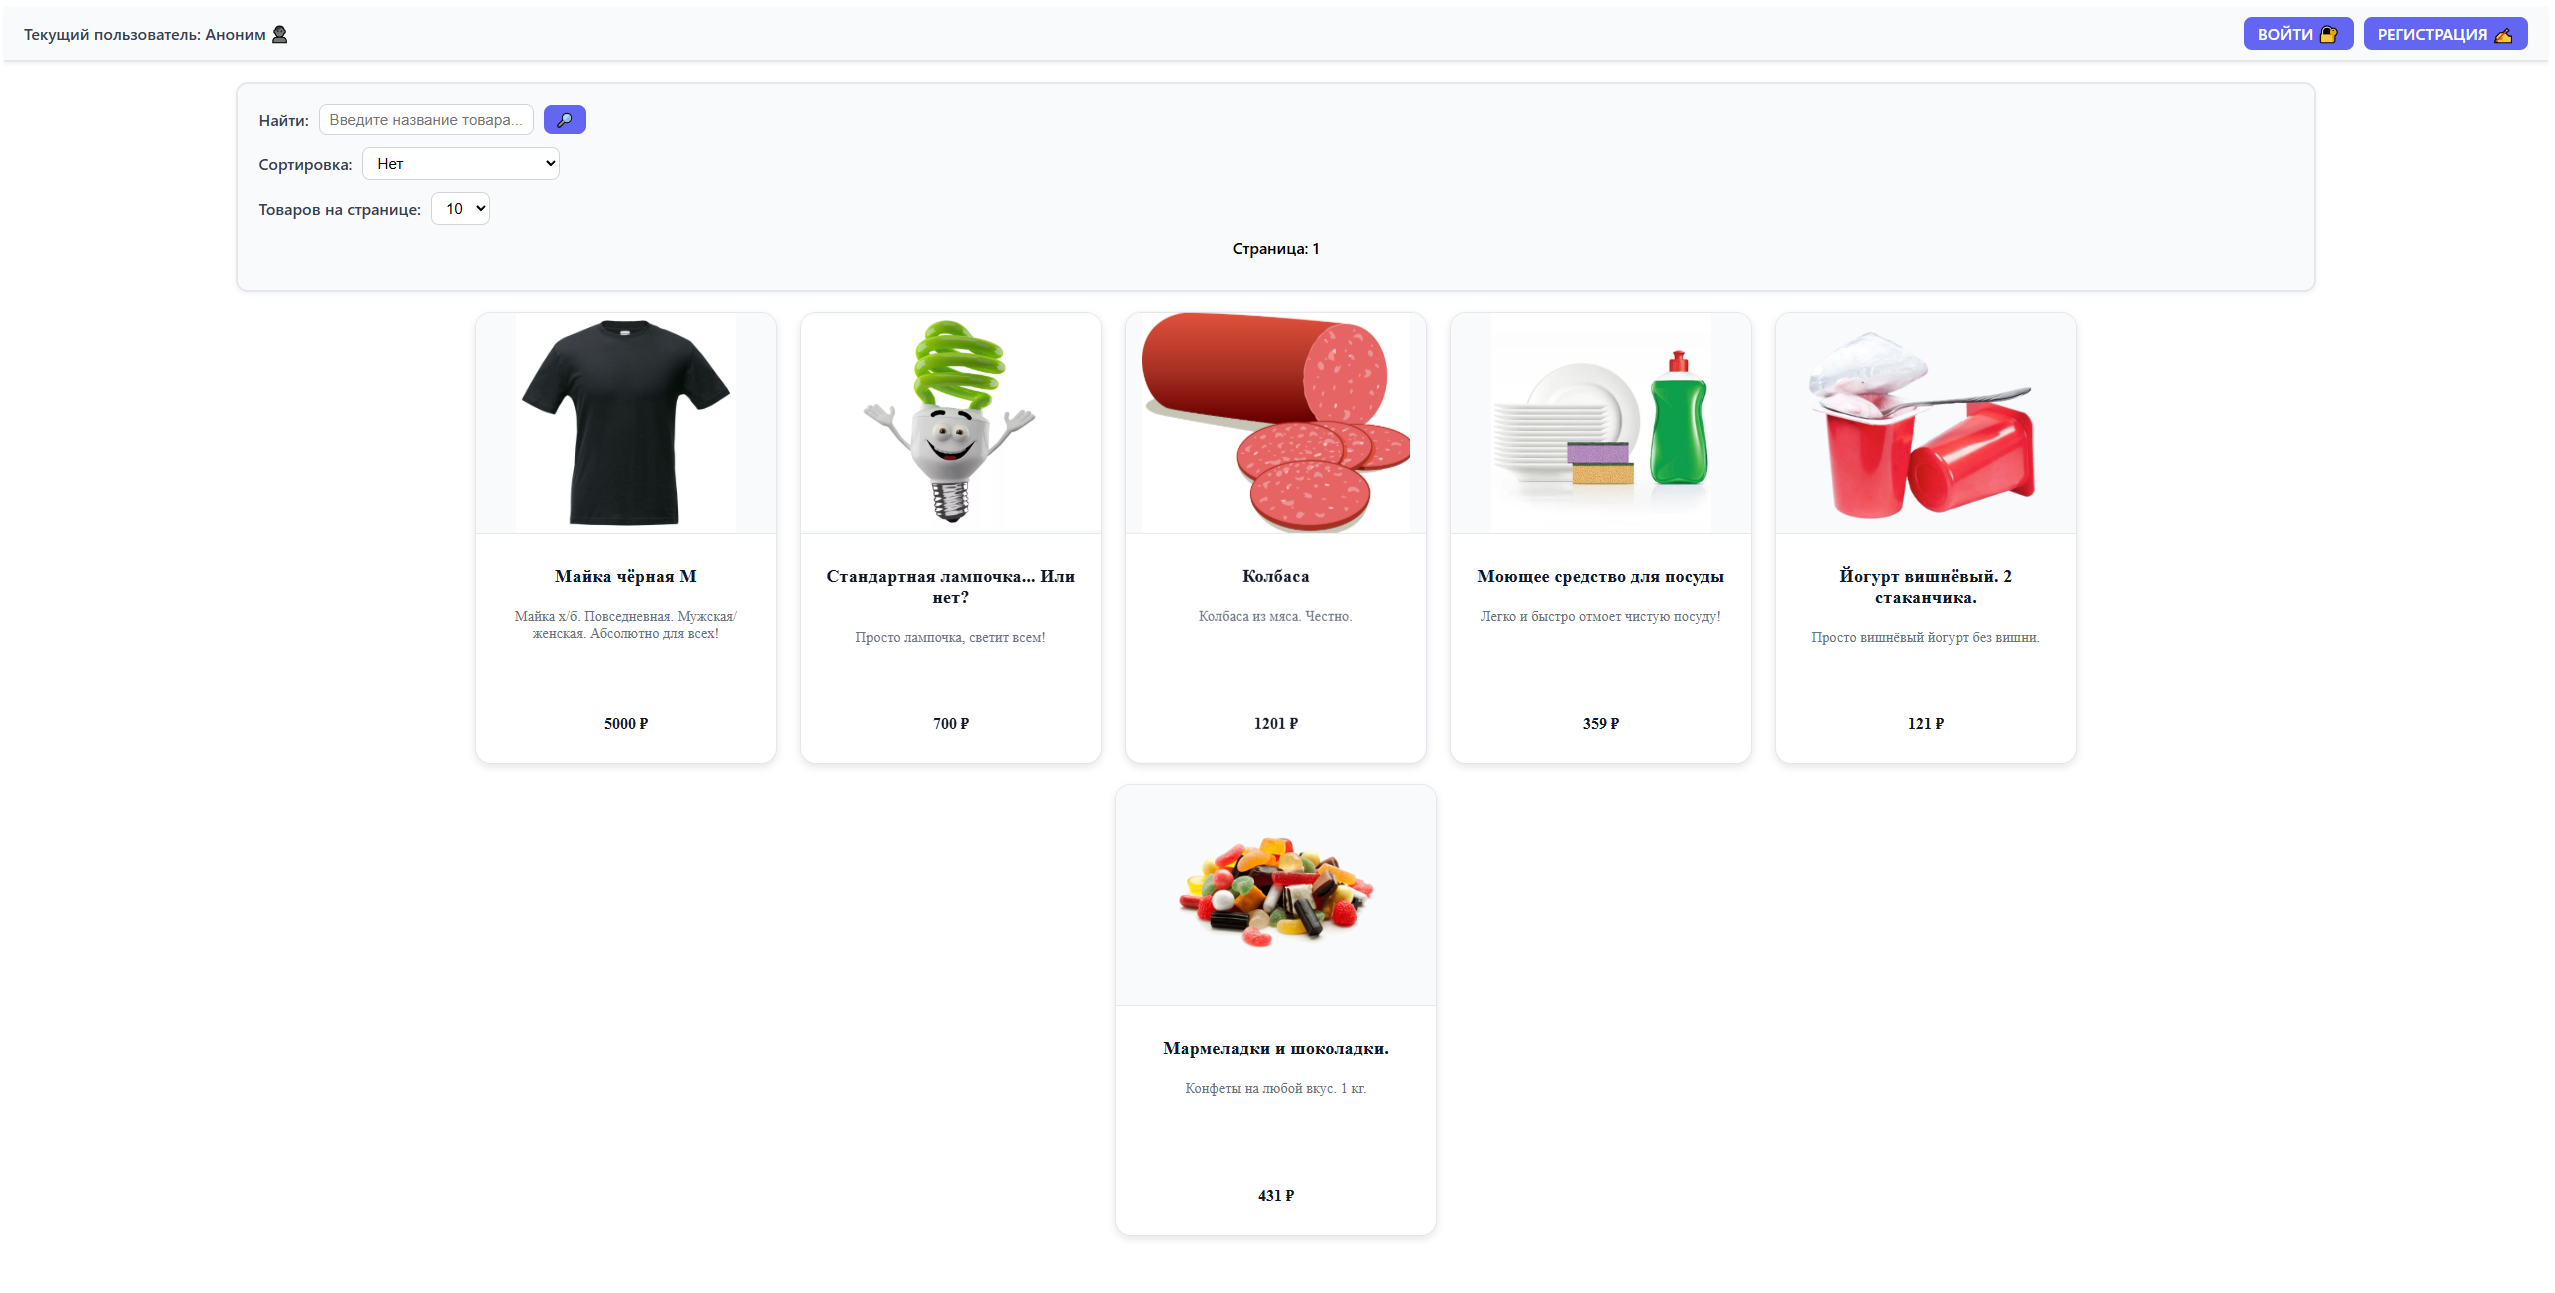 Текущий пользователь: Аноним
ВОЙТИ
РЕГИСТРАЦИЯ
Найти: Введите название товара...
Сортировка: Нет
Товаров на странице: 10
Страница: 1
Майка чёрная М
Майка х/б. Повседневная. Мужская/
женская. Абсолютно для всех!
5000 ₽
Стандартная лампочка... Или
нет?
Просто лампочка, светит всем!
700 ₽
Колбаса
Колбаса из мяса. Честно.
1201 ₽
Моющее средство для посуды
Легко и быстро отмоет чистую посуду!
359 ₽
Йогурт вишнёвый. 2
стаканчика.
Просто вишнёвый йогурт без вишни.
121 ₽
Мармеладки и шоколадки.
Конфеты на любой вкус. 1 кг.
431 ₽